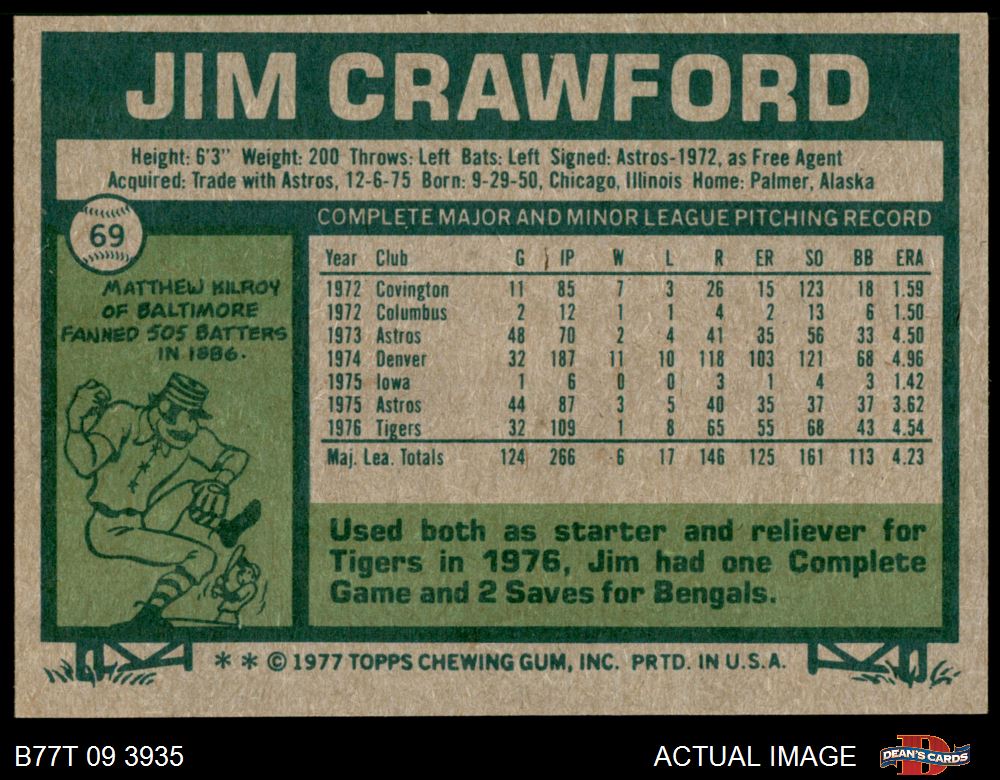 JIM CRAWFORD
Height: 6'3" Weight: 200 Throws: Left Bats: Left Signed: Astros-1972, as Free Agent
Acquired: Trade with Astros, 12-6-75 Born: 9-29-50, Chicago, Illinois Home: Palmer, Alaska
69
MATTHEW KILROY
OF BALTIMORE
FANNED 505 BATTERS
IN 1886.
COMPLETE MAJOR AND MINOR LEAGUE PITCHING RECORD
Year Club G IP W L R ER SO BB ERA
1972 Covington 11 85 7 3 26 15 123 18 1.59
1972 Columbus 2 12 1 1 4 2 13 6 1.50
1973 Astros 48 70 2 4 41 35 56 33 4.50
1974 Denver 32 187 11 10 118 103 121 68 4.96
1975 Iowa 1 6 0 0 3 1 4 3 1.42
1975 Astros 44 87 3 5 40 35 37 37 3.62
1976 Tigers 32 109 1 8 65 55 68 43 4.54
Maj. Lea. Totals 124 266 6 17 146 125 161 113 4.23
Used both as starter and reliever for
Tigers in 1976, Jim had one Complete
Game and 2 Saves for Bengals.
* * © 1977 TOPPS CHEWING GUM, INC. PRTD. IN U.S.A.
B77T 09 3935 ACTUAL IMAGE DEAN'S CARDS